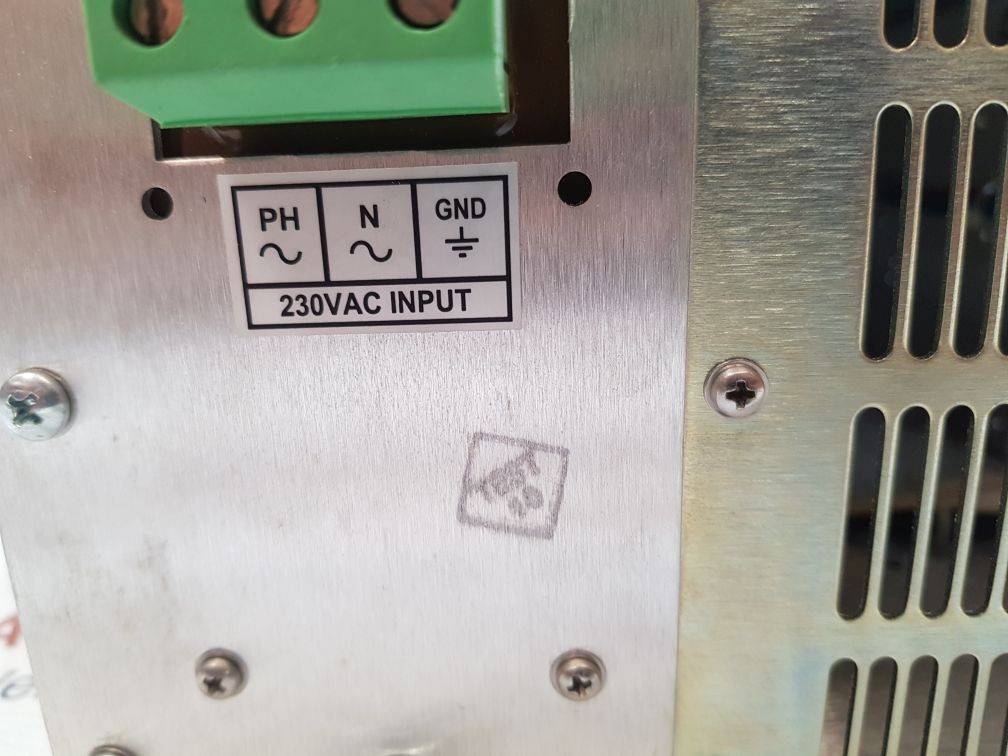 PH N GND
230VAC INPUT